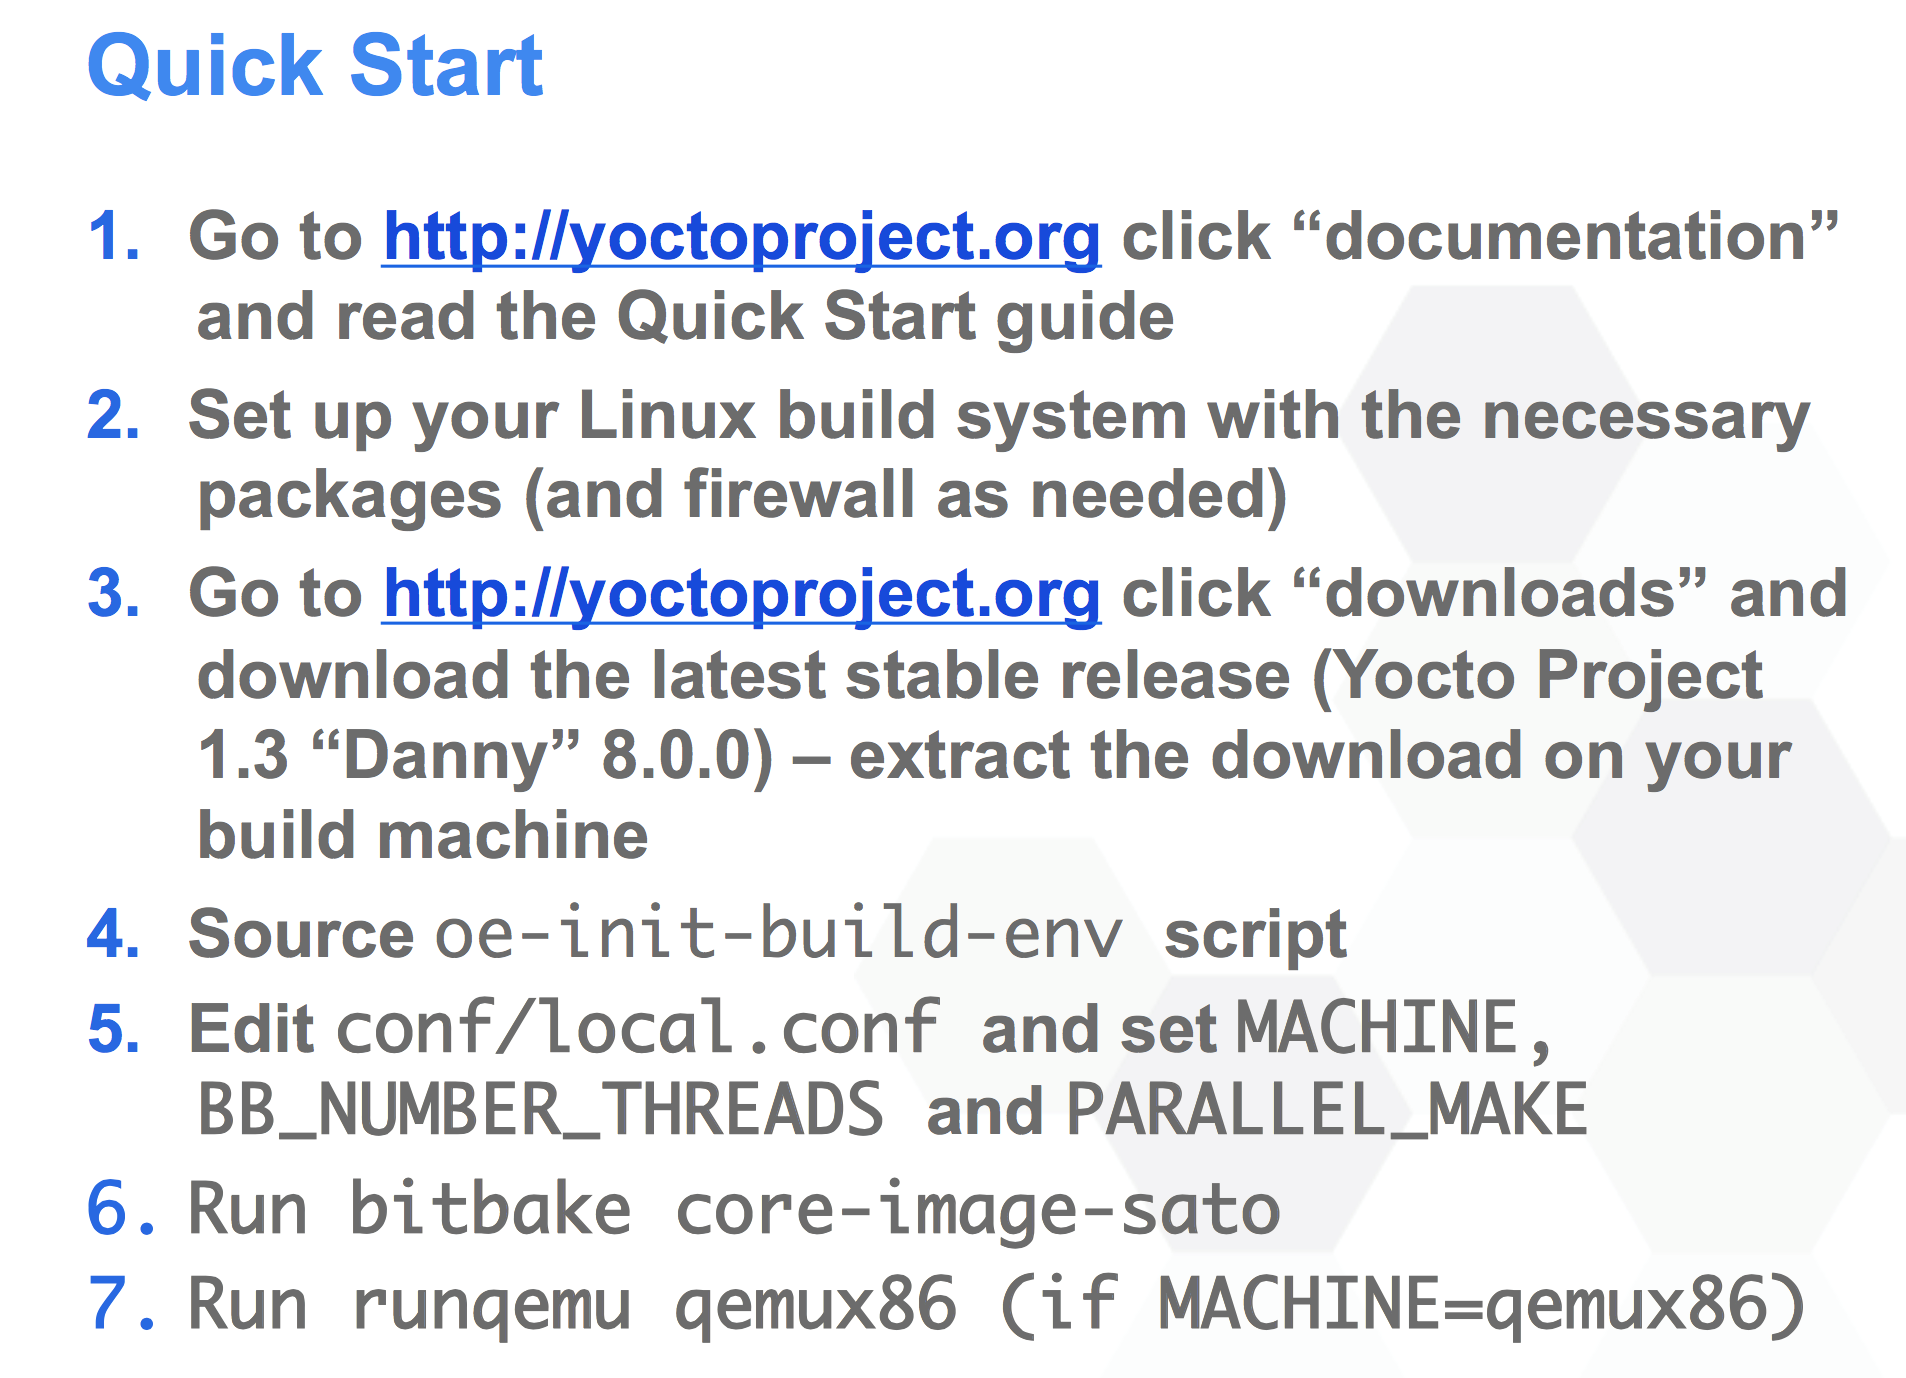 Quick Start
1. Go to http://yoctoproject.org click “documentation”
and read the Quick Start guide
2. Set up your Linux build system with the necessary
packages (and firewall as needed)
3. Go to http://yoctoproject.org click “downloads” and
download the latest stable release (Yocto Project
1.3 “Danny” 8.0.0) – extract the download on your
build machine
4. Source oe-init-build-env script
5. Edit conf/local.conf and set MACHINE,
BB_NUMBER_THREADS and PARALLEL_MAKE
6. Run bitbake core-image-sato
7. Run runqemu qemux86 (if MACHINE=qemux86)